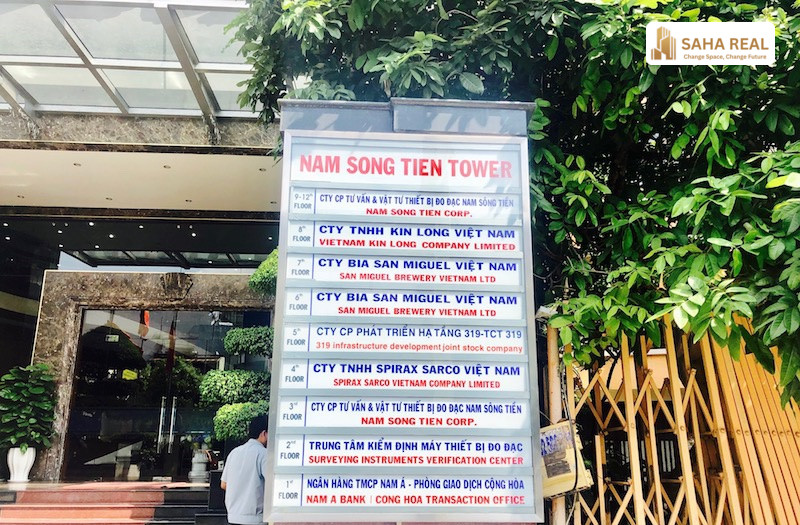 SAHA REAL
Change Space, Change Future
NAM SONG TIEN TOWER
9-12th FLOOR
CTY CP TƯ VẤN & VẬT TƯ THIẾT BỊ ĐO ĐẠC NAM SÔNG TIỀN
NAM SONG TIEN CORP.
8th FLOOR
CTY TNHH KIN LONG VIỆT NAM
VIETNAM KIN LONG COMPANY LIMITED
7th FLOOR
CTY BIA SAN MIGUEL VIỆT NAM
SAN MIGUEL BREWERY VIETNAM LTD
6th FLOOR
CTY BIA SAN MIGUEL VIỆT NAM
SAN MIGUEL BREWERY VIETNAM LTD
5th FLOOR
CTY CP PHÁT TRIỂN HẠ TẦNG 319-TCT 319
319 infrastructure development joint stock company
4th FLOOR
CTY TNHH SPIRAX SARCO VIỆT NAM
SPIRAX SARCO VIETNAM COMPANY LIMITED
3rd FLOOR
CTY CP TƯ VẤN & VẬT TƯ THIẾT BỊ ĐO ĐẠC NAM SÔNG TIỀN
NAM SONG TIEN CORP.
2nd FLOOR
TRUNG TÂM KIỂM ĐỊNH MÁY THIẾT BỊ ĐO ĐẠC
SURVEYING INSTRUMENTS VERIFICATION CENTER
1st FLOOR
NGÂN HÀNG TMCP NAM Á - PHÒNG GIAO DỊCH CỘNG HÒA
NAM A BANK / CONG HOA TRANSACTION OFFICE